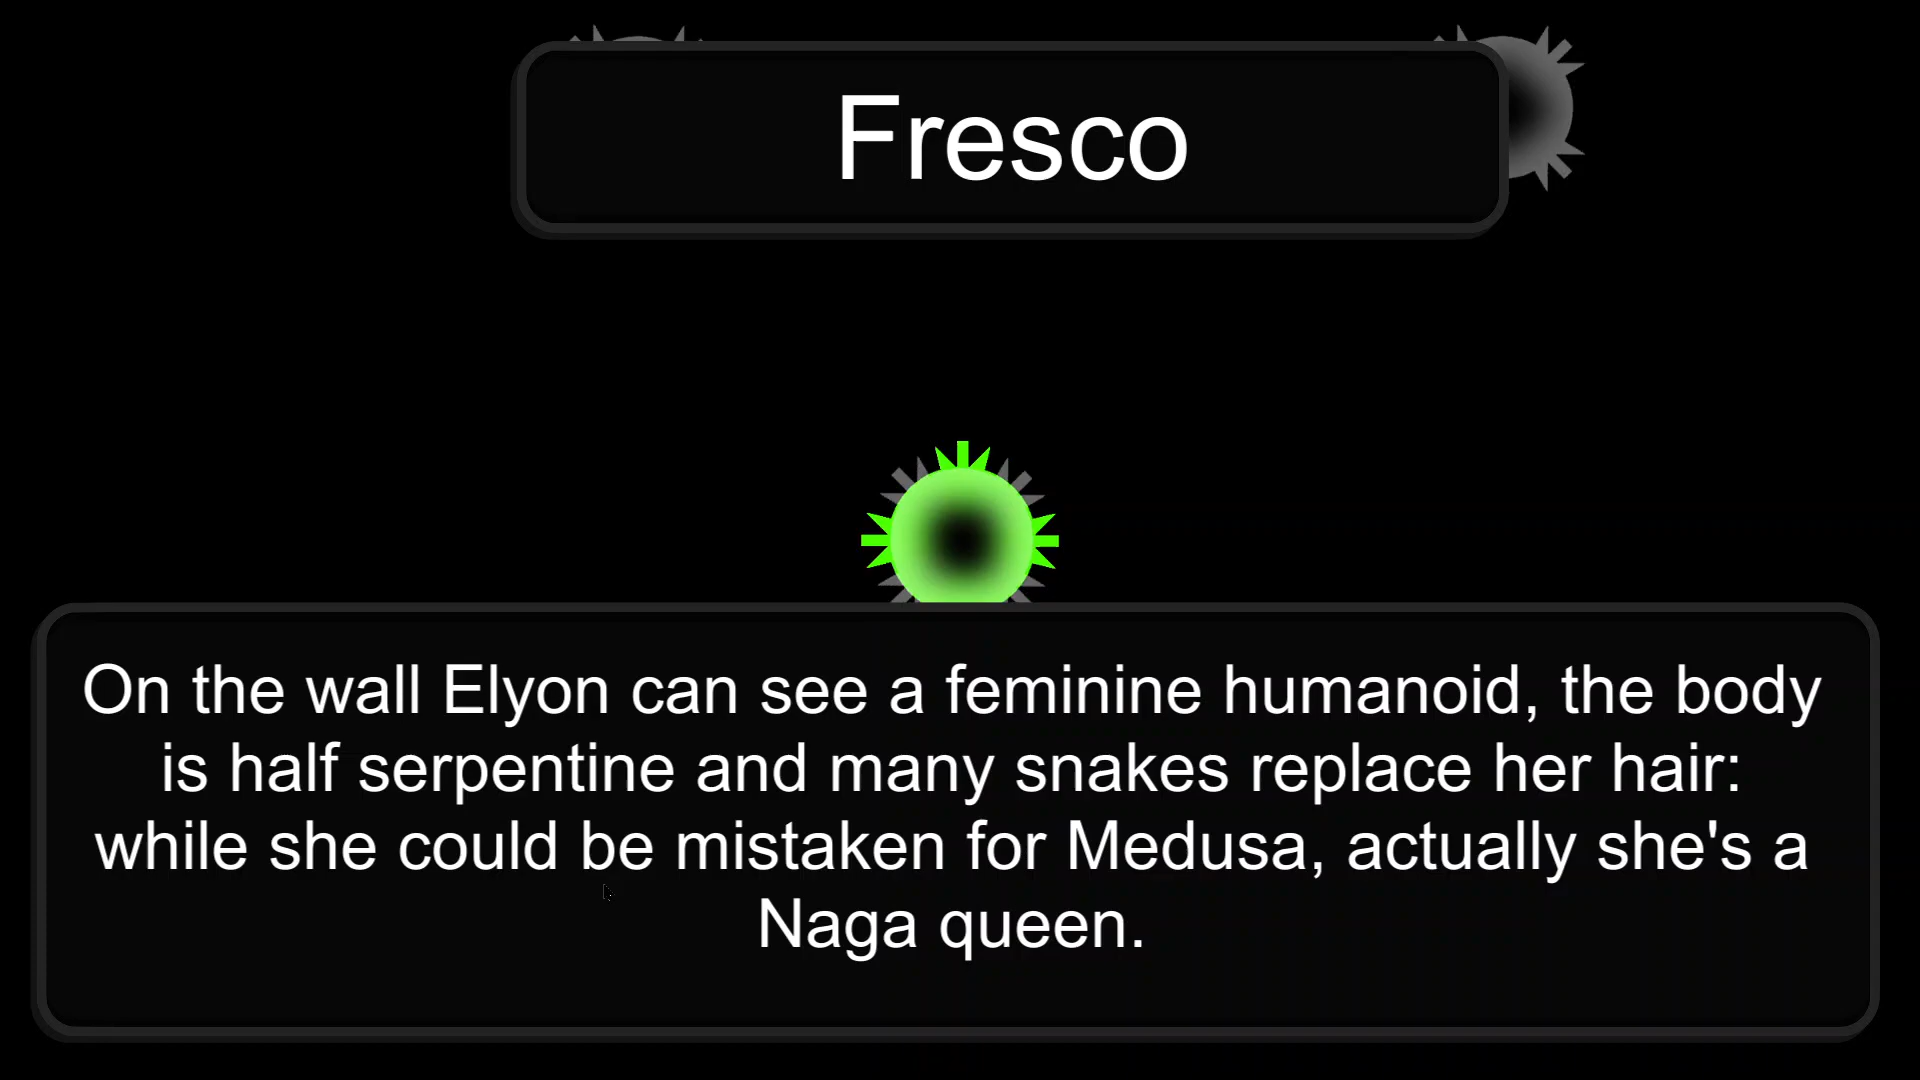 Fresco
On the wall Elyon can see a feminine humanoid, the body
is half serpentine and many snakes replace her hair:
while she could be mistaken for Medusa, actually she's a
Naga queen.